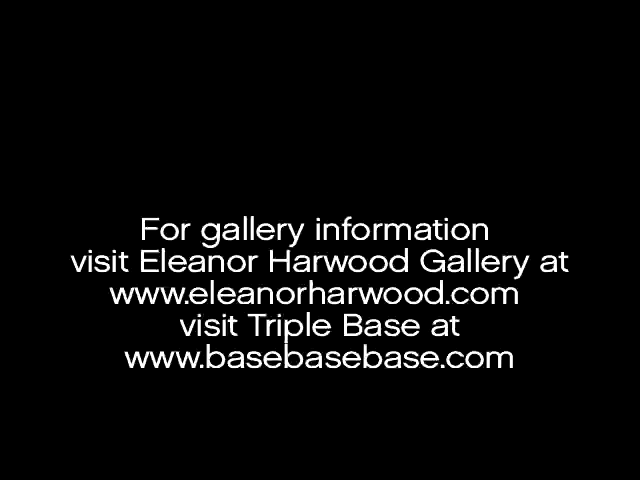 For gallery information
visit Eleanor Harwood Gallery at
www.eleanorharwood.com
visit Triple Base at
www.basebasebase.com